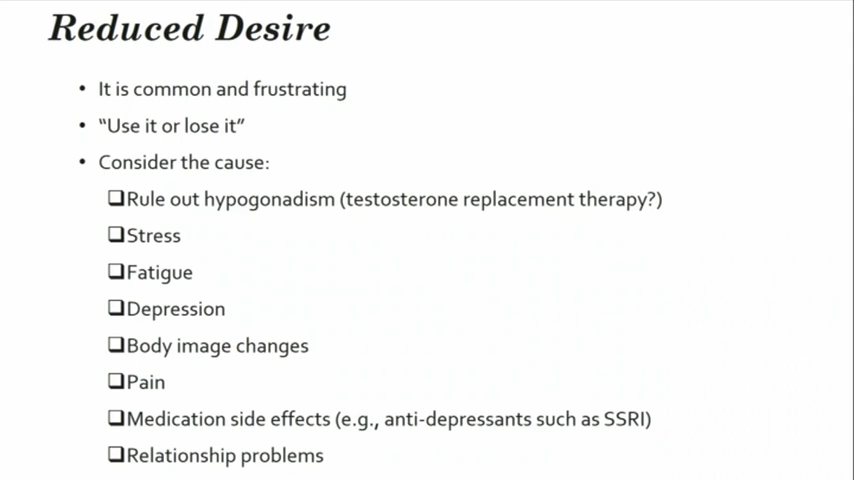 Reduced Desire
• It is common and frustrating
• “Use it or lose it”
• Consider the cause:
❑Rule out hypogonadism (testosterone replacement therapy?)
❑Stress
❑Fatigue
❑Depression
❑Body image changes
❑Pain
❑Medication side effects (e.g., anti-depressants such as SSRI)
❑Relationship problems